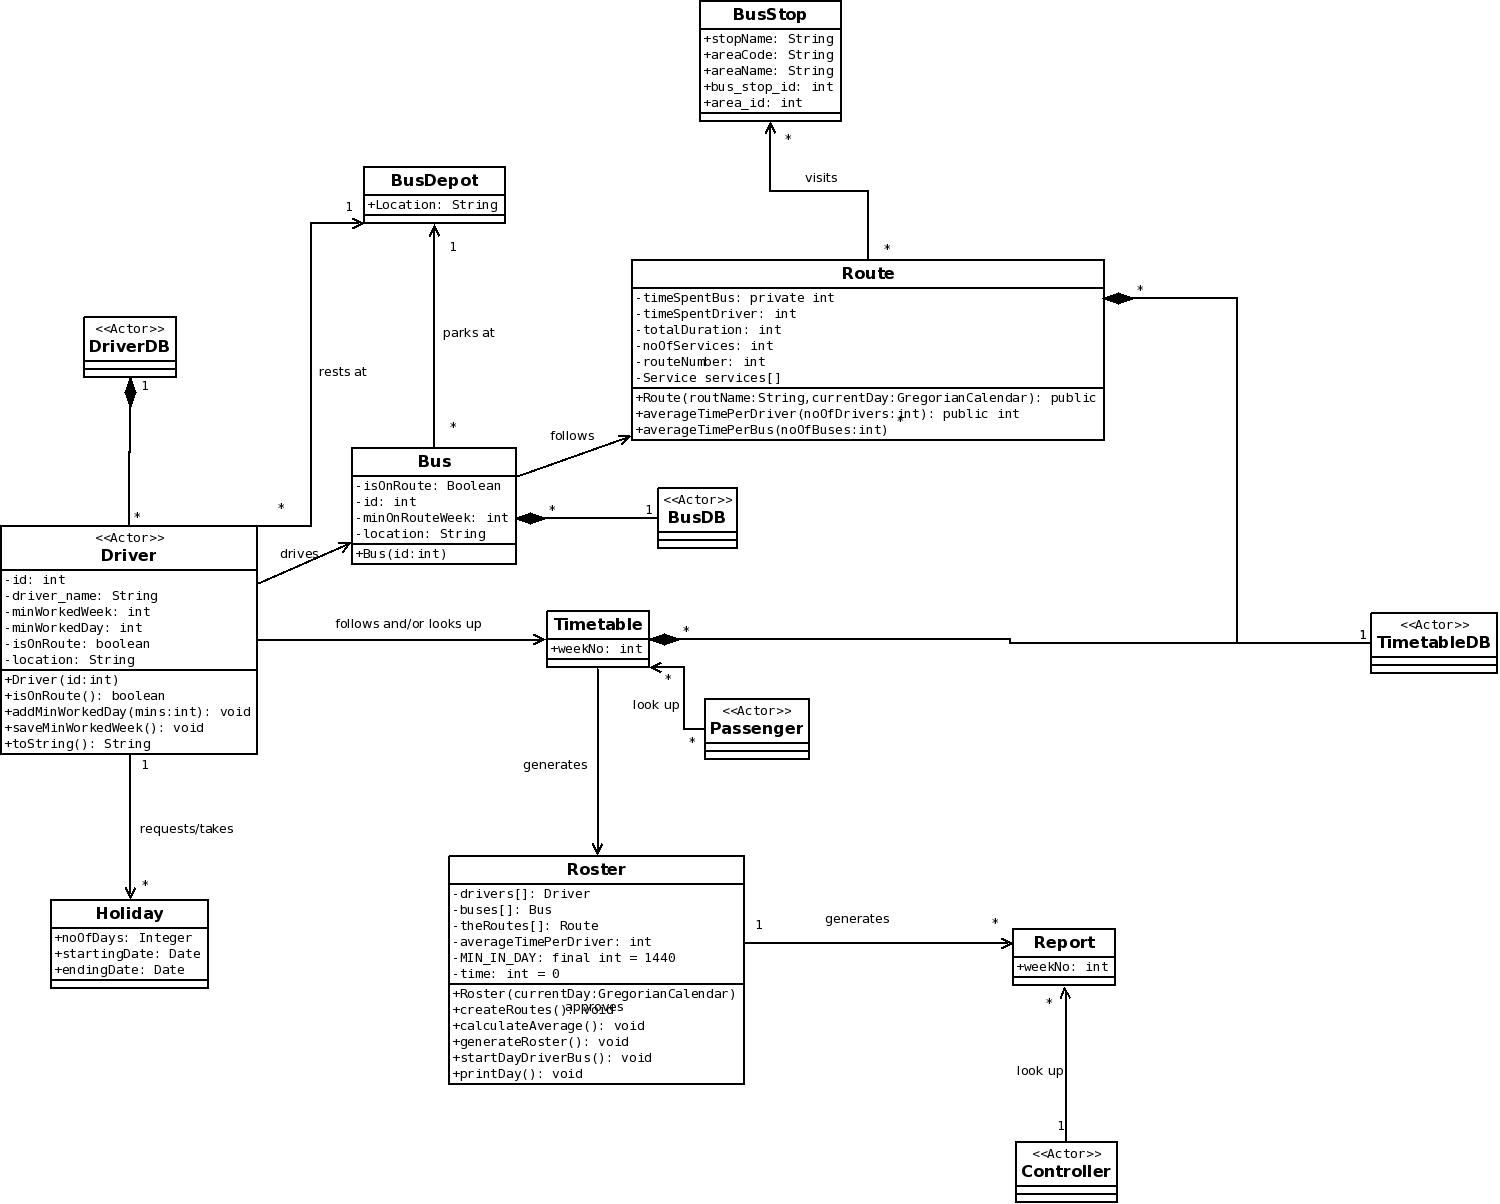 BusStop
+stopName: String
+areaCode: String
+areaName: String
+bus_stop_id: int
+area_id: int
*
visits
*
BusDepot
+Location: String
1
1
parks at
*
rests at
*
Route
-timeSpentBus: private int
-timeSpentDriver: int
-totalDuration: int
-noOfServices: int
-routeNumber: int
-Service services[]
+Route(routName:String,currentDay:GregorianCalendar): public
+averageTimePerDriver(noOfDrivers:int): public int
+averageTimePerBus(noOfBuses:int)
*
*
<<Actor>>
DriverDB
1
*
follows
Bus
-isOnRoute: Boolean
-id: int
-minOnRouteWeek: int
-location: String
+Bus(id:int)
*
1
<<Actor>>
BusDB
drives
<<Actor>>
Driver
-id: int
-driver_name: String
-minWorkedWeek: int
-minWorkedDay: int
-isOnRoute: boolean
-location: String
+Driver(id:int)
+isOnRoute(): boolean
+addMinWorkedDay(mins:int): void
+saveMinWorkedWeek(): void
+toString(): String
follows and/or looks up
Timetable
+weekNo: int
*
1
<<Actor>>
TimetableDB
*
look up
*
<<Actor>>
Passenger
generates
1
requests/takes
*
Holiday
+noOfDays: Integer
+startingDate: Date
+endingDate: Date
Roster
-drivers[]: Driver
-buses[]: Bus
-theRoutes[]: Route
-averageTimePerDriver: int
-MIN_IN_DAY: final int = 1440
-time: int = 0
+Roster(currentDay:GregorianCalendar)
approves
+createRoutes(): void
+calculateAverage(): void
+generateRoster(): void
+startDayDriverBus(): void
+printDay(): void
1
generates
*
Report
+weekNo: int
*
look up
1
<<Actor>>
Controller